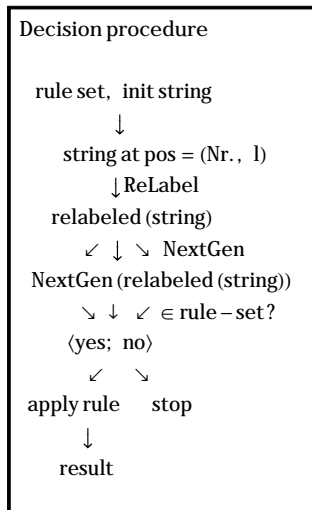 Decision procedure
rule set, init string
↓
string at pos = (Nr., l)
↓ ReLabel
relabeled (string)
↙ ↓ ↘ NextGen
NextGen (relabeled (string))
↘ ↓ ↙ ∈ rule – set?
⟨yes; no⟩
↙ ↘
apply rule stop
↓
result